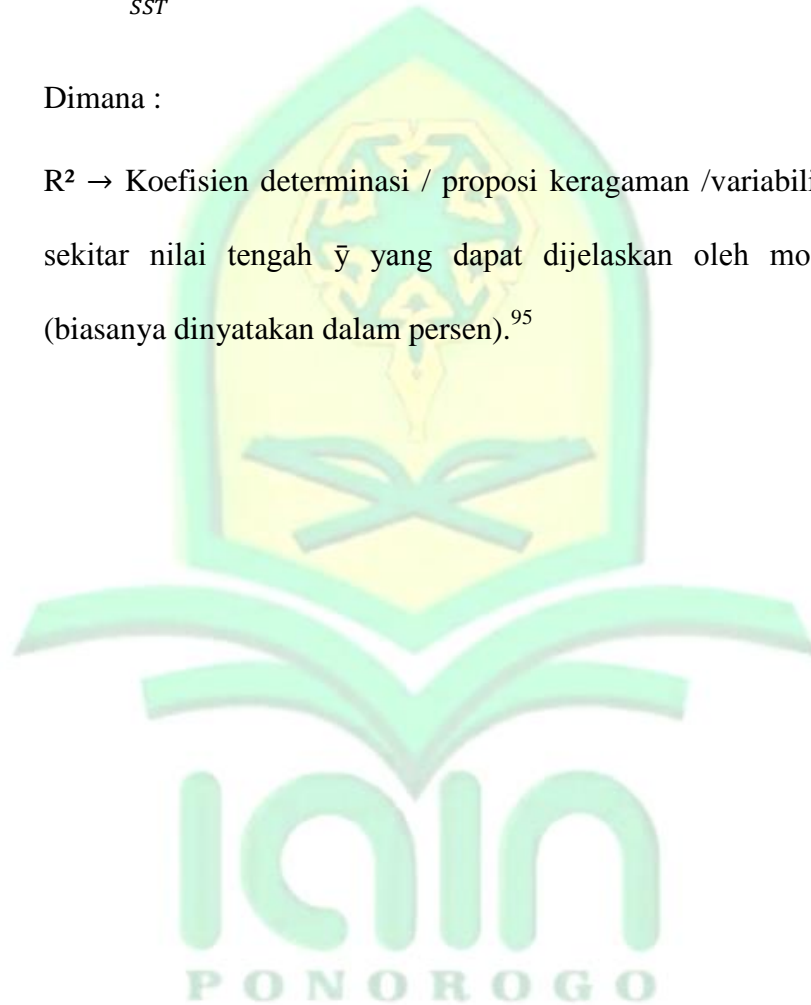 SST
Dimana :
R² → Koefisien determinasi / proposi keragaman /variabili
sekitar nilai tengah ȳ yang dapat dijelaskan oleh mo
(biasanya dinyatakan dalam persen).⁹⁵
IAIN
PONOROGO